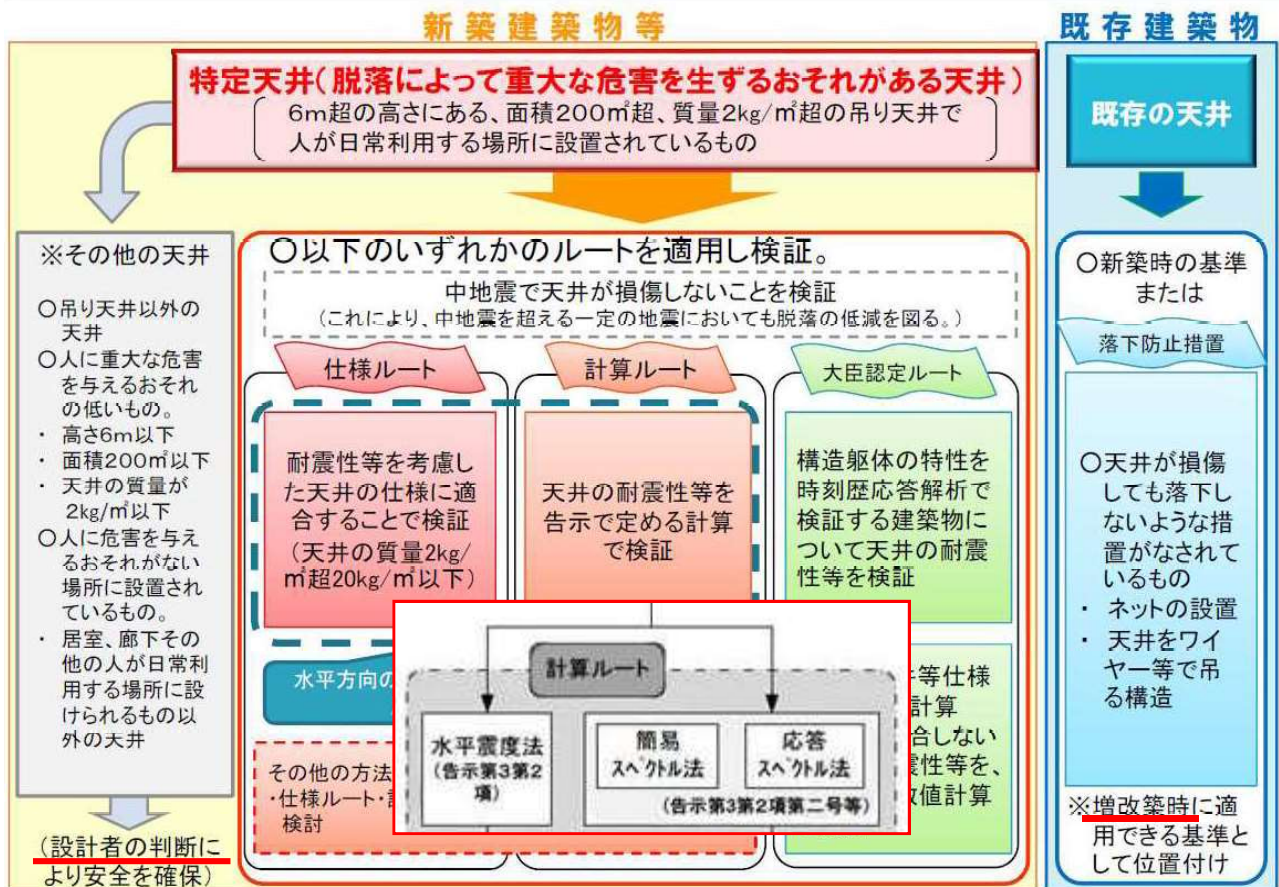 新築建築物等
特定天井(脱落によって重大な危害を生ずるおそれがある天井)
6m超の高さにある、面積200㎡超、質量2kg/㎡超の吊り天井で
人が日常利用する場所に設置されているもの
※その他の天井
○吊り天井以外の
天井
○人に重大な危害
を与えるおそれ
の低いもの。
・ 高さ6m以下
・ 面積200㎡以下
・ 天井の質量が
2kg/㎡以下
○人に危害を与え
るおそれがない
場所に設置され
ているもの。
・ 居室、廊下その
他の人が日常利
用する場所に設
けられるもの以
外の天井
(設計者の判断に
より安全を確保)
○以下のいずれかのルートを適用し検証。
中地震で天井が損傷しないことを検証
(これにより、中地震を超える一定の地震においても脱落の低減を図る。)
仕様ルート
耐震性等を考慮し
た天井の仕様に適
合することで検証
(天井の質量2kg/
㎡超20kg/㎡以下)
計算ルート
天井の耐震性等を
告示で定める計算
で検証
大臣認定ルート
構造躯体の特性を
時刻歴応答解析で
検証する建築物に
ついて天井の耐震
性等を検証
水平方向の
その他の方法
・仕様ルート・
検討
計算ルート
水平震度法
(告示第3第2
項)
簡易
スペクトル法
応答
スペクトル法
(告示第3第2項第二号等)
等仕様
計算
合しない
震性等を、
数値計算
既存建築物
既存の天井
○新築時の基準
または
落下防止措置
○天井が損傷
しても落下し
ないような措
置がなされて
いるもの
・ ネットの設置
・ 天井をワイ
ヤー等で吊
る構造
※増改築時に適
用できる基準と
して位置付け